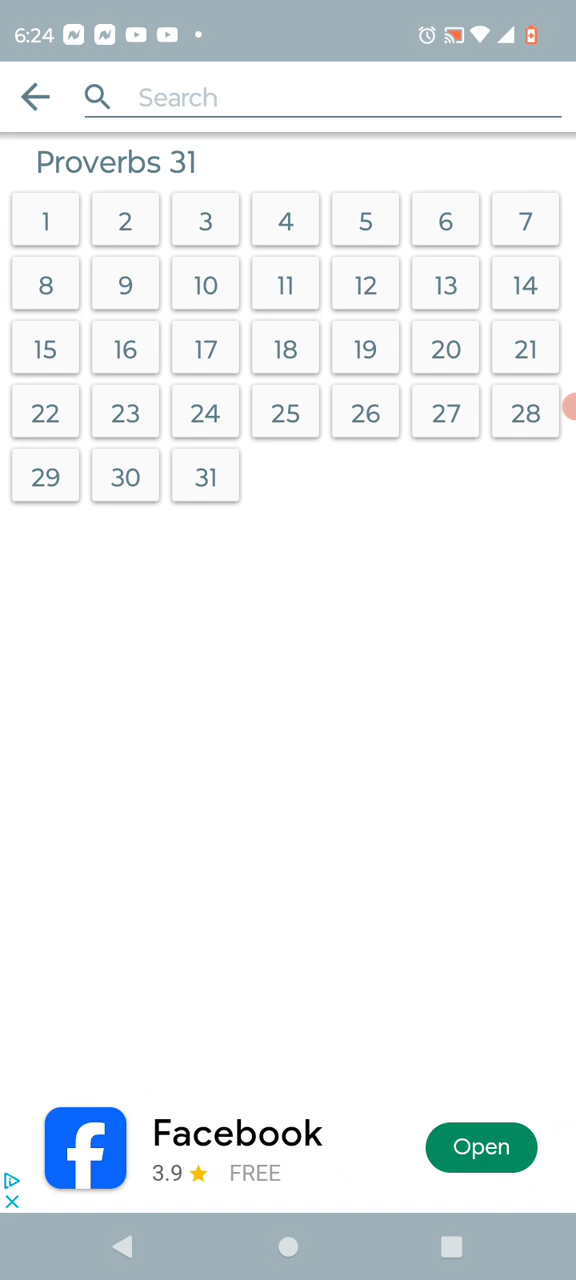 6:24
Search
Proverbs 31
1 2 3 4 5 6 7
8 9 10 11 12 13 14
15 16 17 18 19 20 21
22 23 24 25 26 27 28
29 30 31
Facebook
3.9 FREE
Open